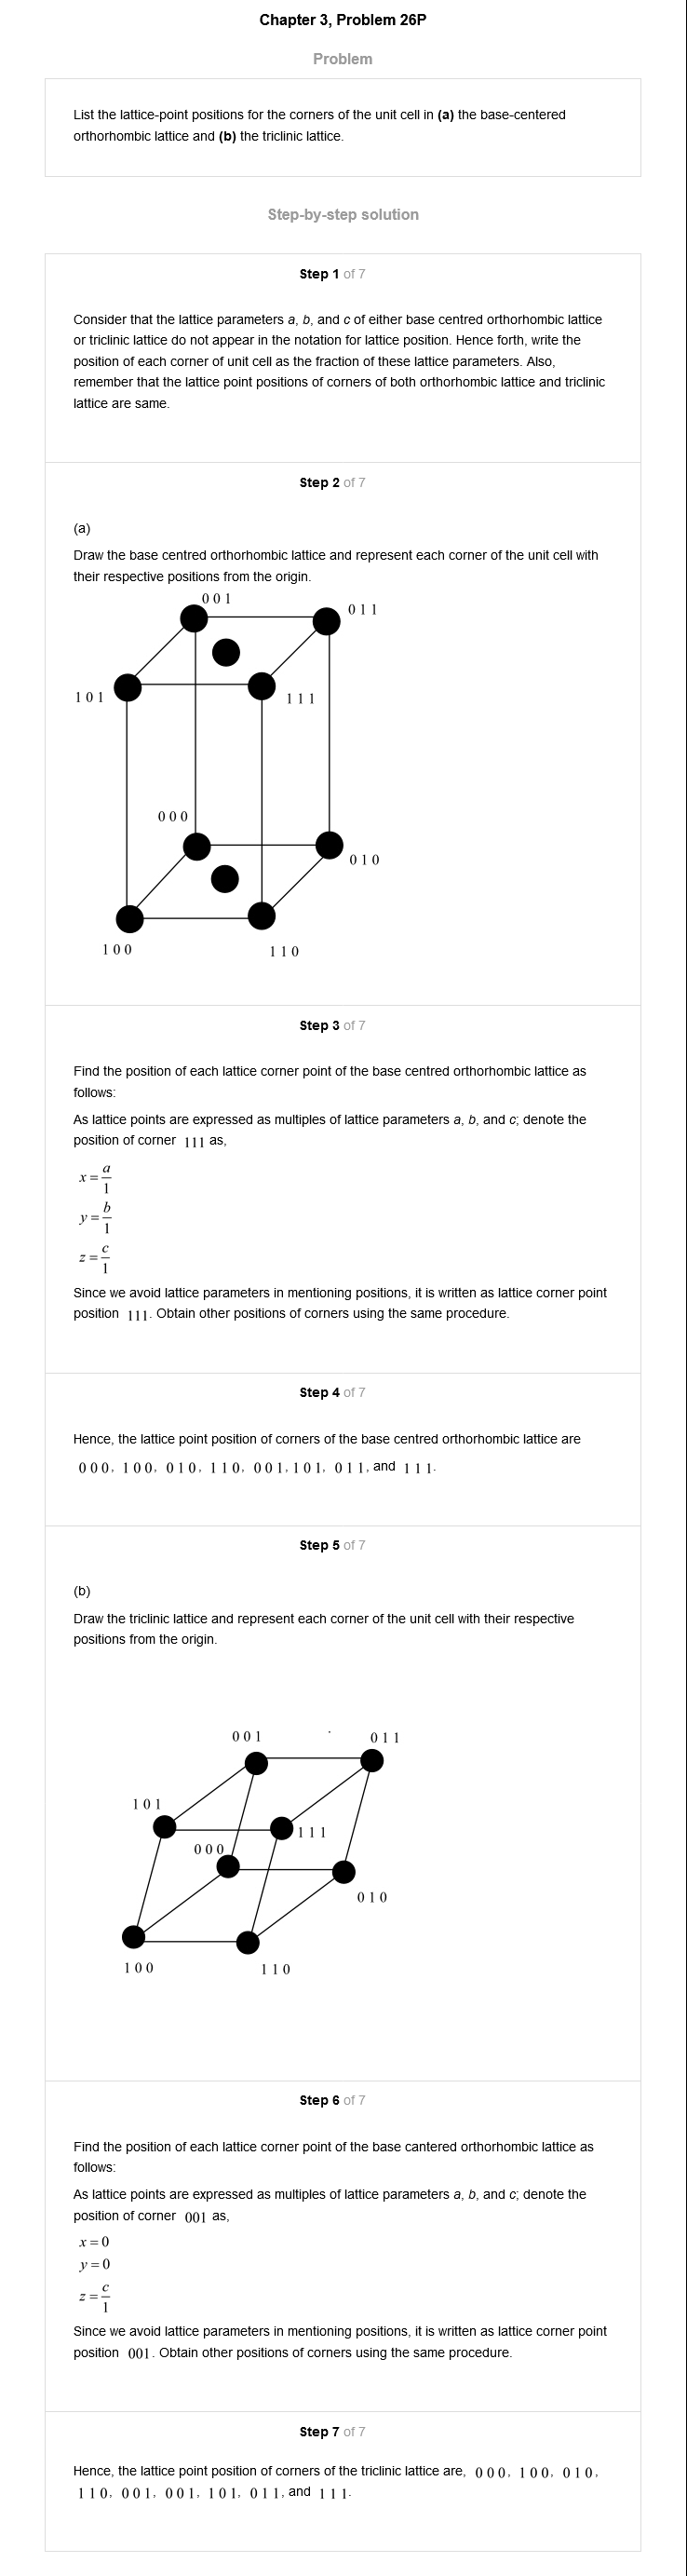 Chapter 3, Problem 26P
Problem
List the lattice-point positions for the corners of the unit cell in (a) the base-centered
orthorhombic lattice and (b) the triclinic lattice.
Step-by-step solution
Step 1 of 7
Consider that the lattice parameters a, b, and c of either base centred orthorhombic lattice
or triclinic lattice do not appear in the notation for lattice position. Hence forth, write the
position of each corner of unit cell as the fraction of these lattice parameters. Also,
remember that the lattice point positions of corners of both orthorhombic lattice and triclinic
lattice are same.
Step 2 of 7
(a)
Draw the base centred orthorhombic lattice and represent each corner of the unit cell with
their respective positions from the origin.
0 0 1
0 1 1
1 0 1
1 1 1
0 0 0
0 1 0
1 0 0
1 1 0
Step 3 of 7
Find the position of each lattice corner point of the base centred orthorhombic lattice as
follows:
As lattice points are expressed as multiples of lattice parameters a, b, and c; denote the
position of corner 111 as,
x = a/1
y = b/1
z = c/1
Since we avoid lattice parameters in mentioning positions, it is written as lattice corner point
position 111. Obtain other positions of corners using the same procedure.
Step 4 of 7
Hence, the lattice point position of corners of the base centred orthorhombic lattice are
0 0 0, 1 0 0, 0 1 0, 1 1 0, 0 0 1, 1 0 1, 0 1 1, and 1 1 1.
Step 5 of 7
(b)
Draw the triclinic lattice and represent each corner of the unit cell with their respective
positions from the origin.
0 0 1
0 1 1
1 0 1
1 1 1
0 0 0
0 1 0
1 0 0
1 1 0
Step 6 of 7
Find the position of each lattice corner point of the base cantered orthorhombic lattice as
follows:
As lattice points are expressed as multiples of lattice parameters a, b, and c; denote the
position of corner 001 as,
x = 0
y = 0
z = c/1
Since we avoid lattice parameters in mentioning positions, it is written as lattice corner point
position 001. Obtain other positions of corners using the same procedure.
Step 7 of 7
Hence, the lattice point position of corners of the triclinic lattice are, 0 0 0, 1 0 0, 0 1 0,
1 1 0, 0 0 1, 0 0 1, 1 0 1, 0 1 1, and 1 1 1.